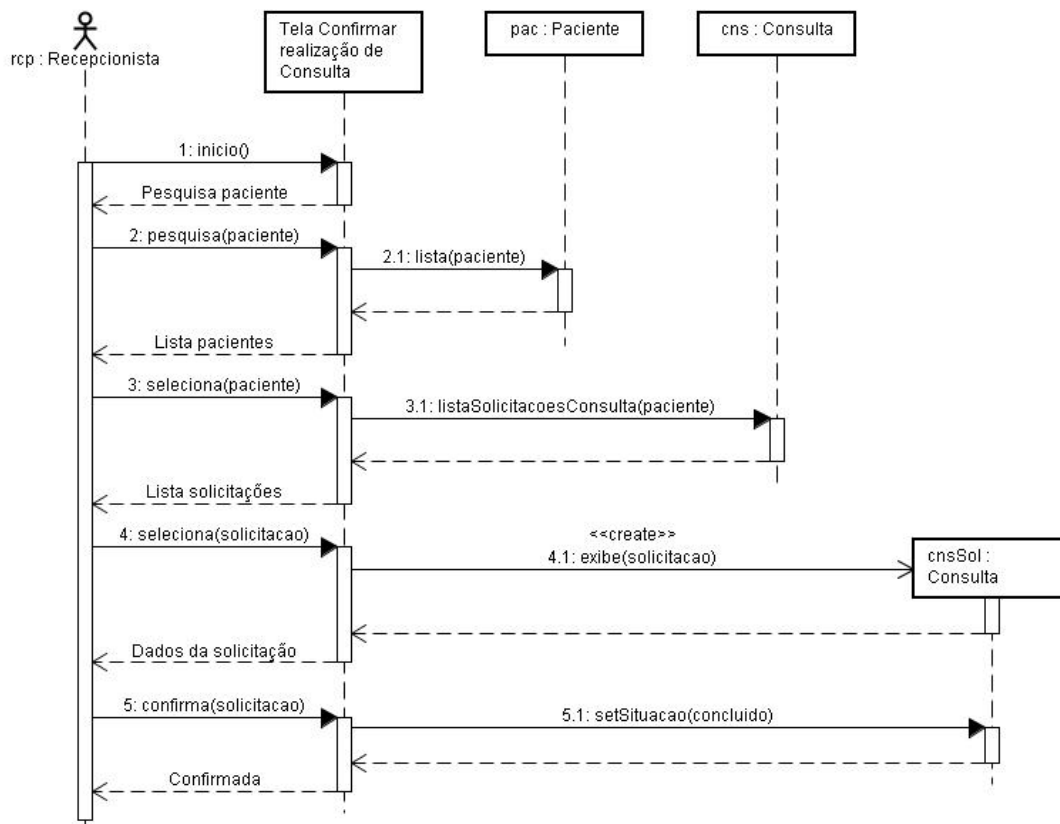 rcp : Recepcionista
Tela Confirmar
realização de
Consulta
pac : Paciente
cns : Consulta
1: inicio()
Pesquisa paciente
2: pesquisa(paciente)
2.1: lista(paciente)
Lista pacientes
3: seleciona(paciente)
3.1: listaSolicitacoesConsulta(paciente)
Lista solicitações
4: seleciona(solicitacao)
<<create>>
4.1: exibe(solicitacao)
cnsSol :
Consulta
Dados da solicitação
5: confirma(solicitacao)
5.1: setSituacao(concluido)
Confirmada